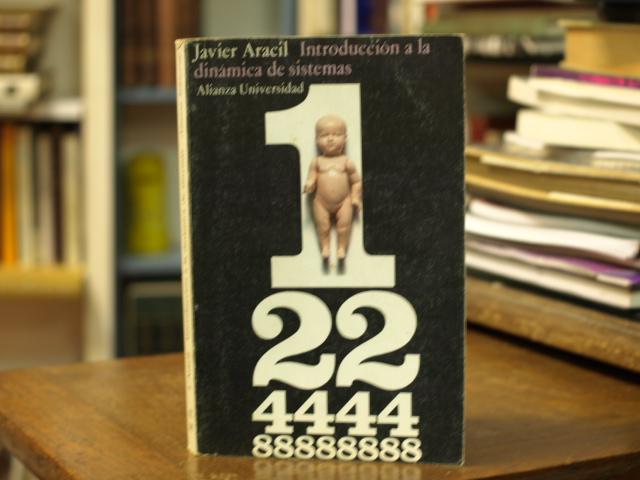 Javier Aracil Introducción a la
dinámica de sistemas
Alianza Universidad
1
22
4444
88888888